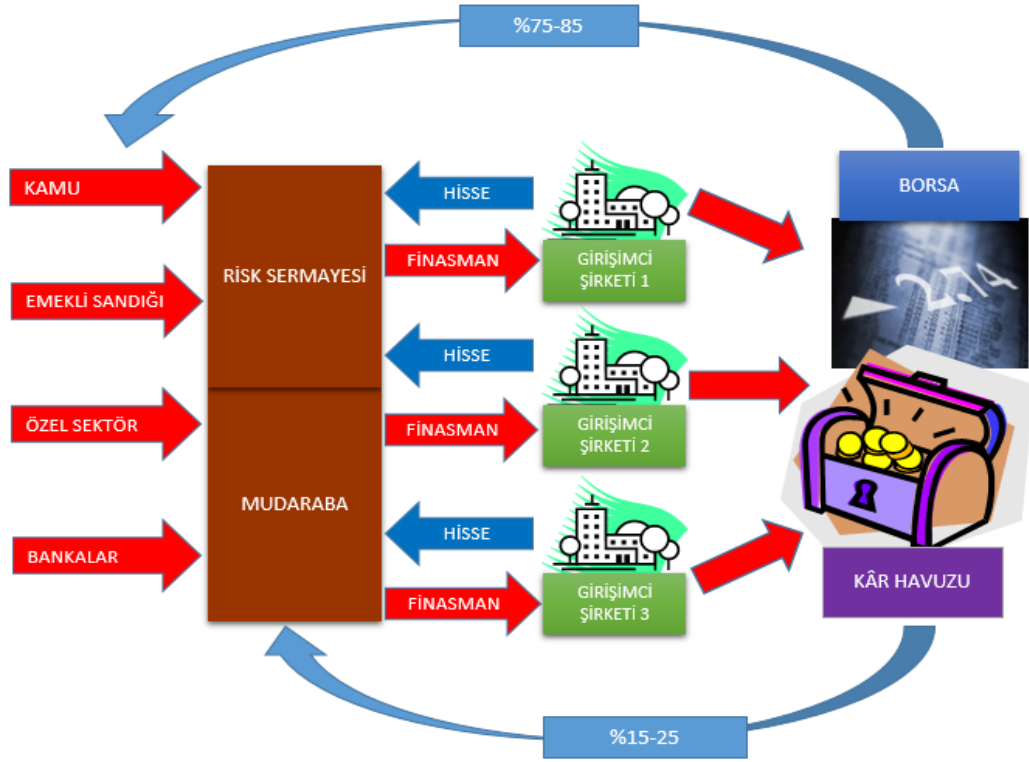 %75-85
KAMU
EMEKLİ SANDIĞI
ÖZEL SEKTÖR
BANKALAR
RİSK SERMAYESİ
MUDARABA
HİSSE
FİNASMAN
GİRİŞİMCİ
ŞİRKETİ 1
HİSSE
FİNASMAN
GİRİŞİMCİ
ŞİRKETİ 2
HİSSE
FİNASMAN
GİRİŞİMCİ
ŞİRKETİ 3
BORSA
2.74
KÂR HAVUZU
%15-25